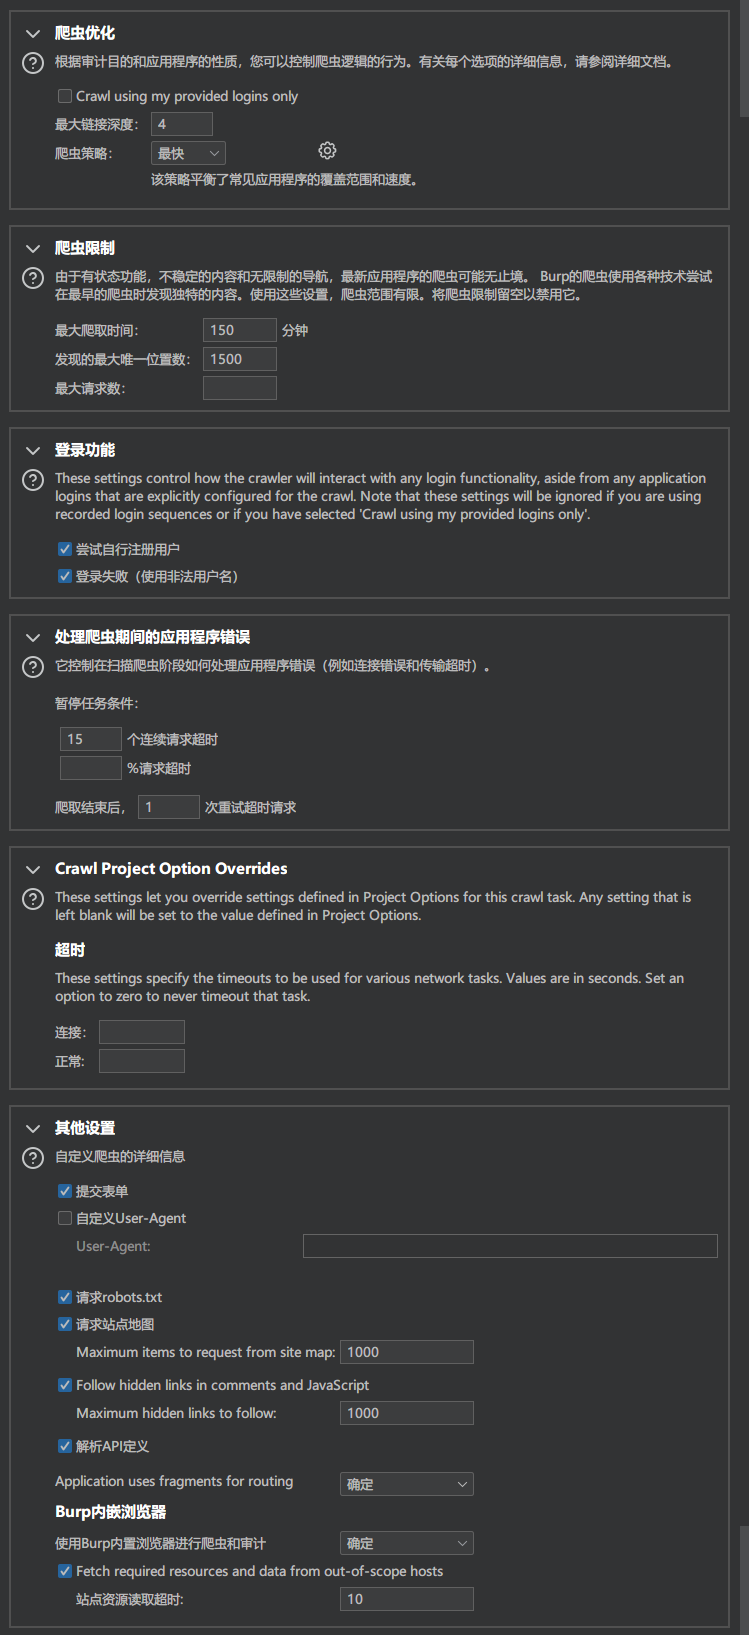 爬虫优化
根据审计目的和应用程序的性质，您可以控制爬虫逻辑的行为。有关每个选项的详细信息，请参阅详细文档。
Crawl using my provided logins only
最大链接深度： 4
爬虫策略： 最快
该策略平衡了常见应用程序的覆盖范围和速度。
爬虫限制
由于有状态功能，不稳定的内容和无限制的导航，最新应用程序的爬虫可能无止境。 Burp的爬虫使用各种技术尝试
在最早的爬虫时发现独特的内容。使用这些设置，爬虫范围有限。将爬虫限制留空以禁用它。
最大爬取时间： 150 分钟
发现的最大唯一位置数： 1500
最大请求数：
登录功能
These settings control how the crawler will interact with any login functionality, aside from any application
logins that are explicitly configured for the crawl. Note that these settings will be ignored if you are using
recorded login sequences or if you have selected 'Crawl using my provided logins only'.
尝试自行注册用户
登录失败（使用非法用户名）
处理爬虫期间的应用程序错误
它控制在扫描爬虫阶段如何处理应用程序错误（例如连接错误和传输超时）。
暂停任务条件：
15 个连续请求超时
%请求超时
爬取结束后， 1 次重试超时请求
Crawl Project Option Overrides
These settings let you override settings defined in Project Options for this crawl task. Any setting that is
left blank will be set to the value defined in Project Options.
超时
These settings specify the timeouts to be used for various network tasks. Values are in seconds. Set an
option to zero to never timeout that task.
连接：
正常：
其他设置
自定义爬虫的详细信息
提交表单
自定义User-Agent
User-Agent:
请求robots.txt
请求站点地图
Maximum items to request from site map: 1000
Follow hidden links in comments and JavaScript
Maximum hidden links to follow: 1000
解析API定义
Application uses fragments for routing 确定
Burp内嵌浏览器
使用Burp内置浏览器进行爬虫和审计 确定
Fetch required resources and data from out-of-scope hosts
站点资源读取超时: 10